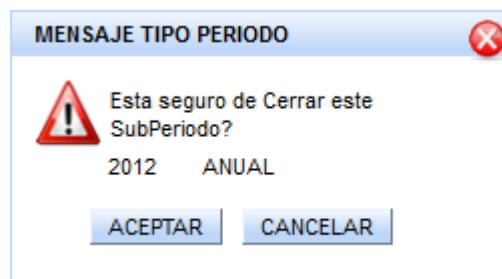 MENSAJE TIPO PERIODO
Esta seguro de Cerrar este
SubPeriodo?
2012 ANUAL
ACEPTAR CANCELAR